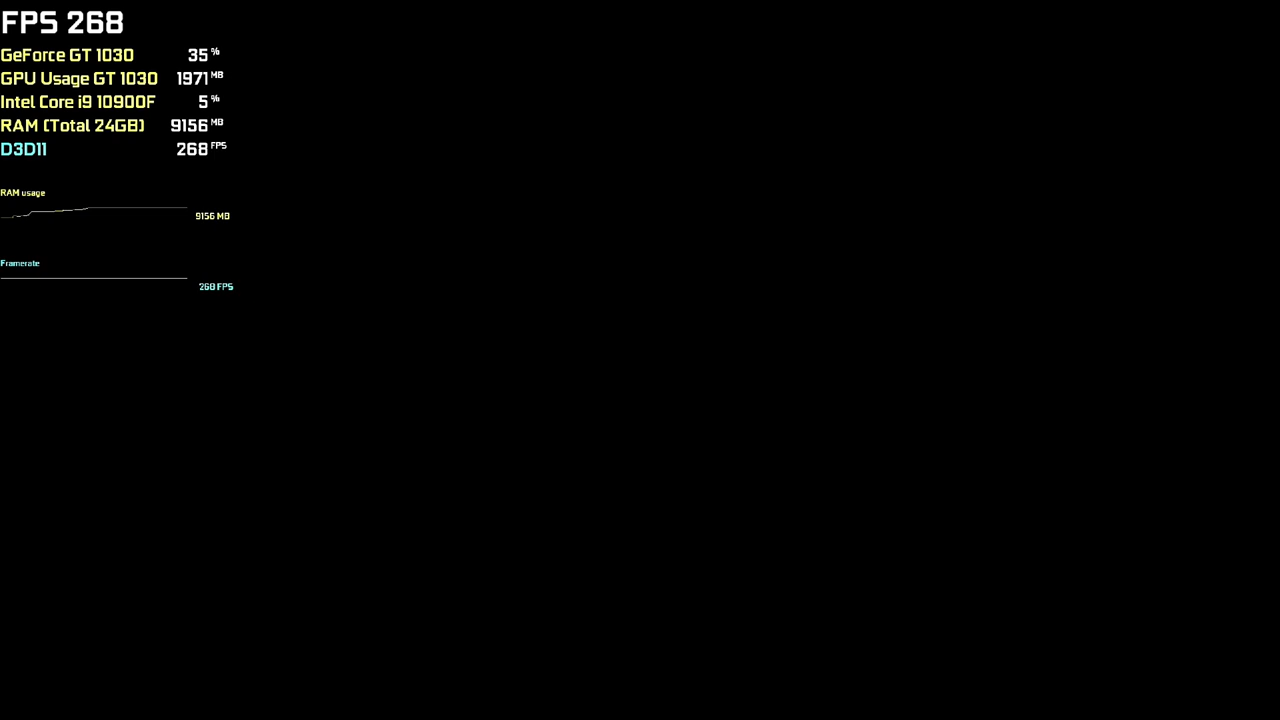 FPS 268
GeForce GT 1030 35 %
GPU Usage GT 1030 1971 MB
Intel Core i9 10900F 5 %
RAM (Total 24GB) 9156 MB
D3D11 268 FPS
RAM usage
9156 MB
Framerate
268 FPS